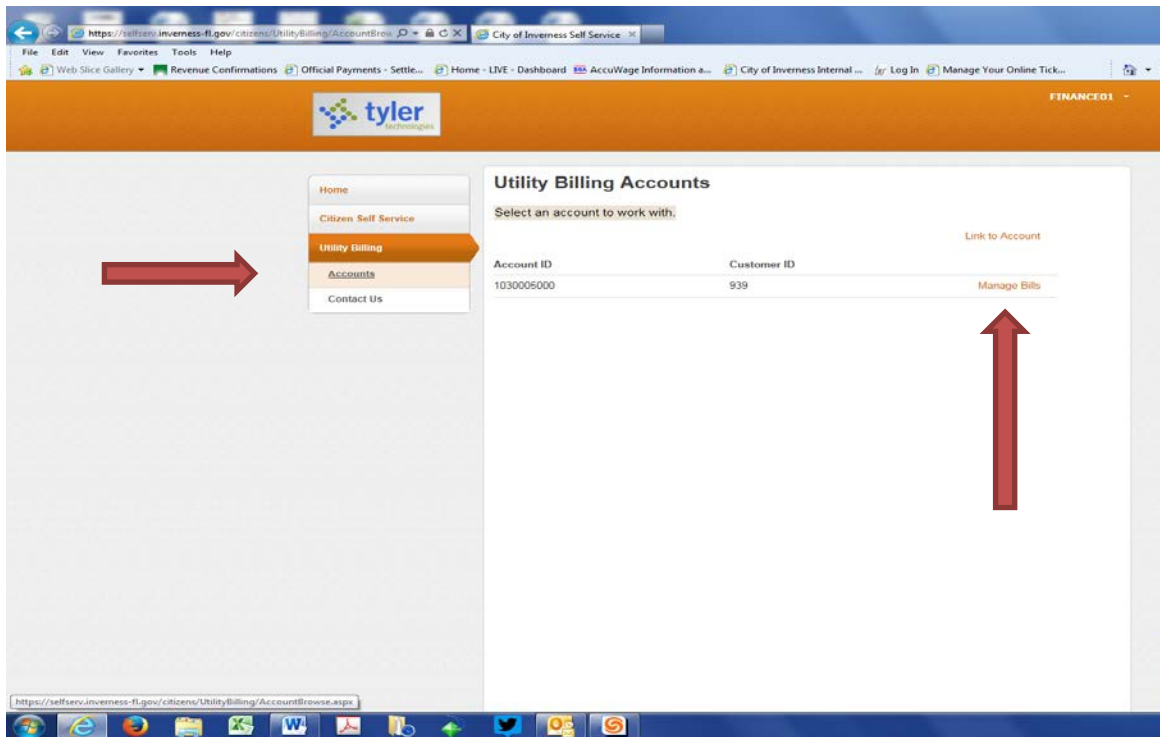 https://selfserv.inverness-fl.gov/citizens/UtilityBilling/AccountBrow
City of Inverness Self Service
File Edit View Favorites Tools Help
Web Slice Gallery Revenue Confirmations Official Payments - Settle... Home - LIVE - Dashboard AccuWage Information a... City of Inverness Internal ... Log In Manage Your Online Tick...
FINANCE01
tyler
technologies
Home
Citizen Self Service
Utility Billing
Accounts
Contact Us
Utility Billing Accounts
Select an account to work with.
Link to Account
Account ID Customer ID
1030006000 939 Manage Bills
https://selfserv.inverness-fl.gov/citizens/UtilityBilling/AccountBrowse.aspx